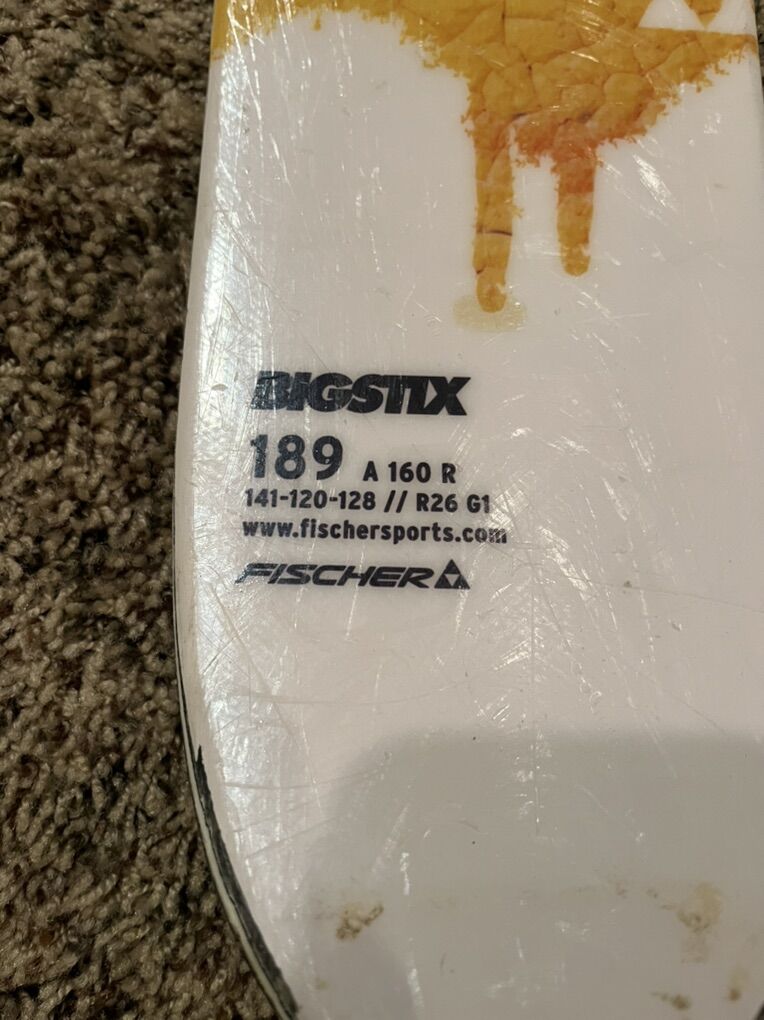 BIGSTIX
189 A 160 R
141-120-128 // R26 G1
www.fischersports.com
FISCHER